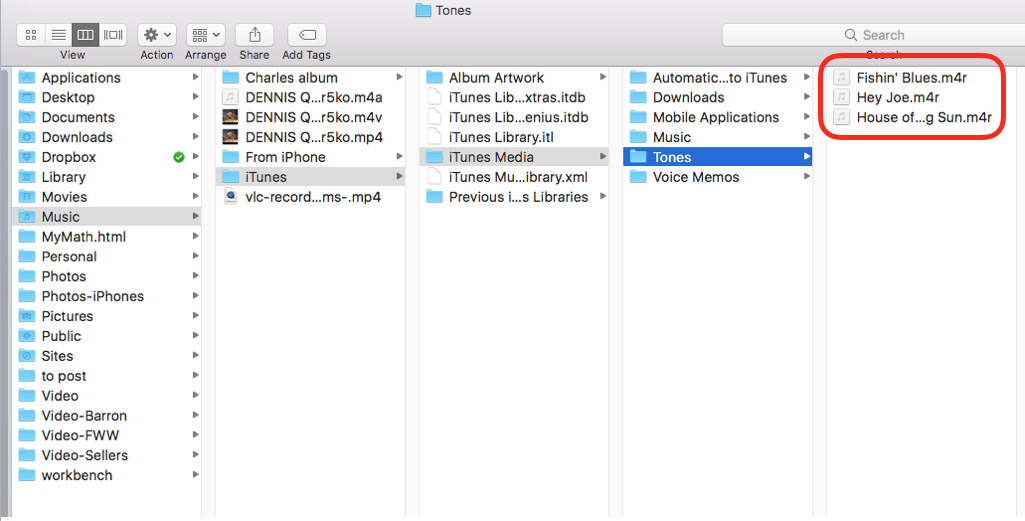 Tones
Search
View
Action
Arrange
Share
Add Tags
Search
Applications
Desktop
Documents
Downloads
Dropbox
Library
Movies
Music
MyMath.html
Personal
Photos
Photos-iPhones
Pictures
Public
Sites
to post
Video
Video-Barron
Video-FWW
Video-Sellers
workbench
Charles album
DENNIS Q...r5ko.m4a
DENNIS Q...r5ko.m4v
DENNIS Q...r5ko.mp4
From iPhone
iTunes
vlc-record...ms-.mp4
Album Artwork
iTunes Lib...xtras.itdb
iTunes Lib...enius.itdb
iTunes Library.itl
iTunes Media
iTunes Mu...ibrary.xml
Previous i...s Libraries
Automatic...to iTunes
Downloads
Mobile Applications
Music
Tones
Voice Memos
Fishin' Blues.m4r
Hey Joe.m4r
House of...g Sun.m4r